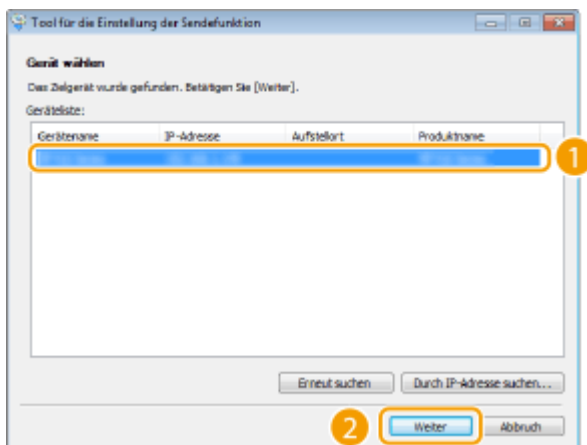 Tool für die Einstellung der Sendefunktion
Gerät wählen
Das Zielgerät wurde gefunden. Betätigen Sie [Weiter].
Geräteliste:
Gerätename IP-Adresse Aufstellort Produktname
1
Erneut suchen Durch IP-Adresse suchen...
2 Weiter Abbruch